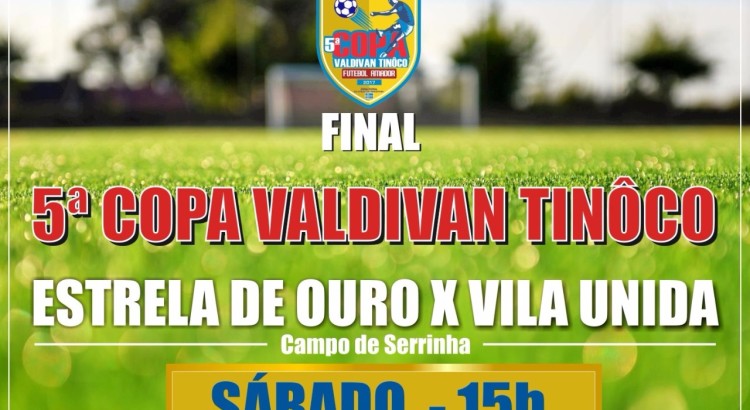 5ª COPA
VALDIVAN TINÔCO
FUTEBOL AMADOR
2017
FINAL
5ª COPA VALDIVAN TINÔCO
ESTRELA DE OURO X VILA UNIDA
Campo de Serrinha
SÁBADO - 15h